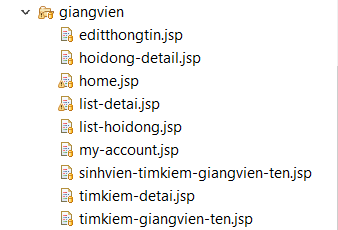 giangvien
editthongtin.jsp
hoidong-detail.jsp
home.jsp
list-detai.jsp
list-hoidong.jsp
my-account.jsp
sinhvien-timkiem-giangvien-ten.jsp
timkiem-detai.jsp
timkiem-giangvien-ten.jsp